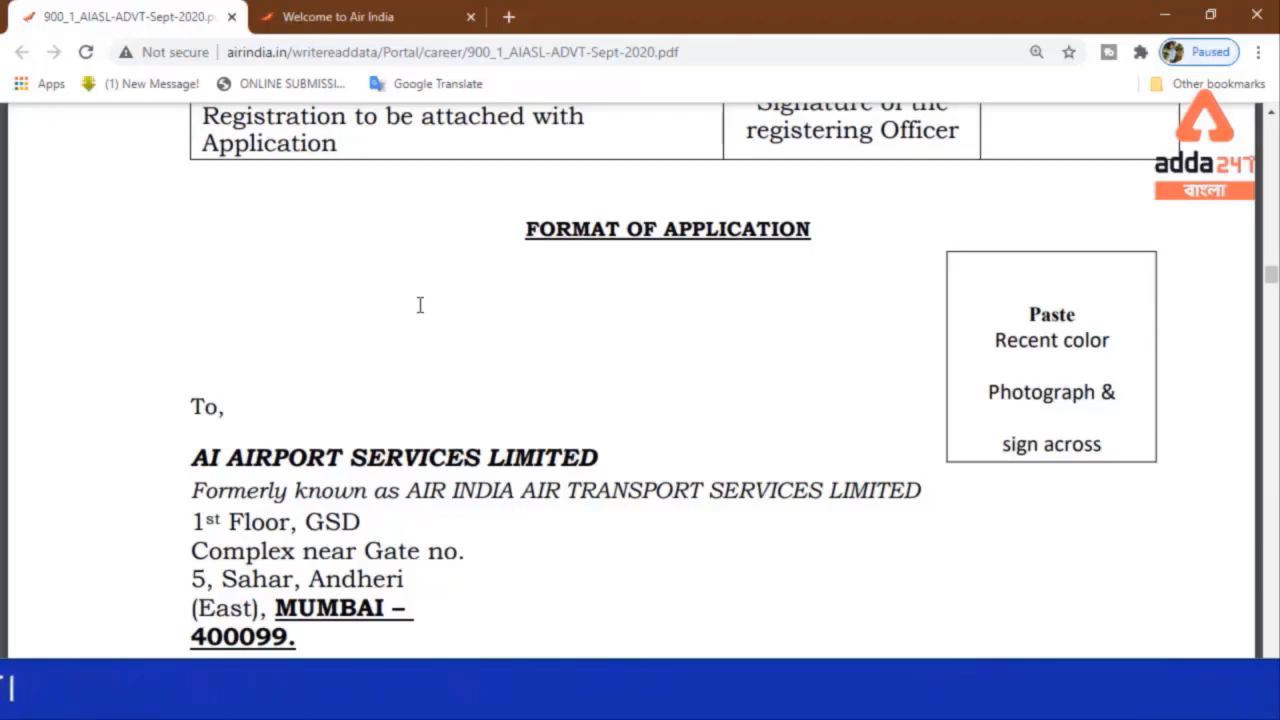 900_1_AIASL-ADVT-Sept-2020.p
Welcome to Air India
Not secure
airindia.in/writereaddata/Portal/career/900_1_AIASL-ADVT-Sept-2020.pdf
Paused
Apps
(1) New Message!
ONLINE SUBMISSI...
Google Translate
Other bookmarks
Registration to be attached with
Application
Signature of the
registering Officer
adda247
বাংলা
FORMAT OF APPLICATION
Paste
Recent color
Photograph &
sign across
To,
AI AIRPORT SERVICES LIMITED
Formerly known as AIR INDIA AIR TRANSPORT SERVICES LIMITED
1st Floor, GSD
Complex near Gate no.
5, Sahar, Andheri
(East), MUMBAI –
400099.